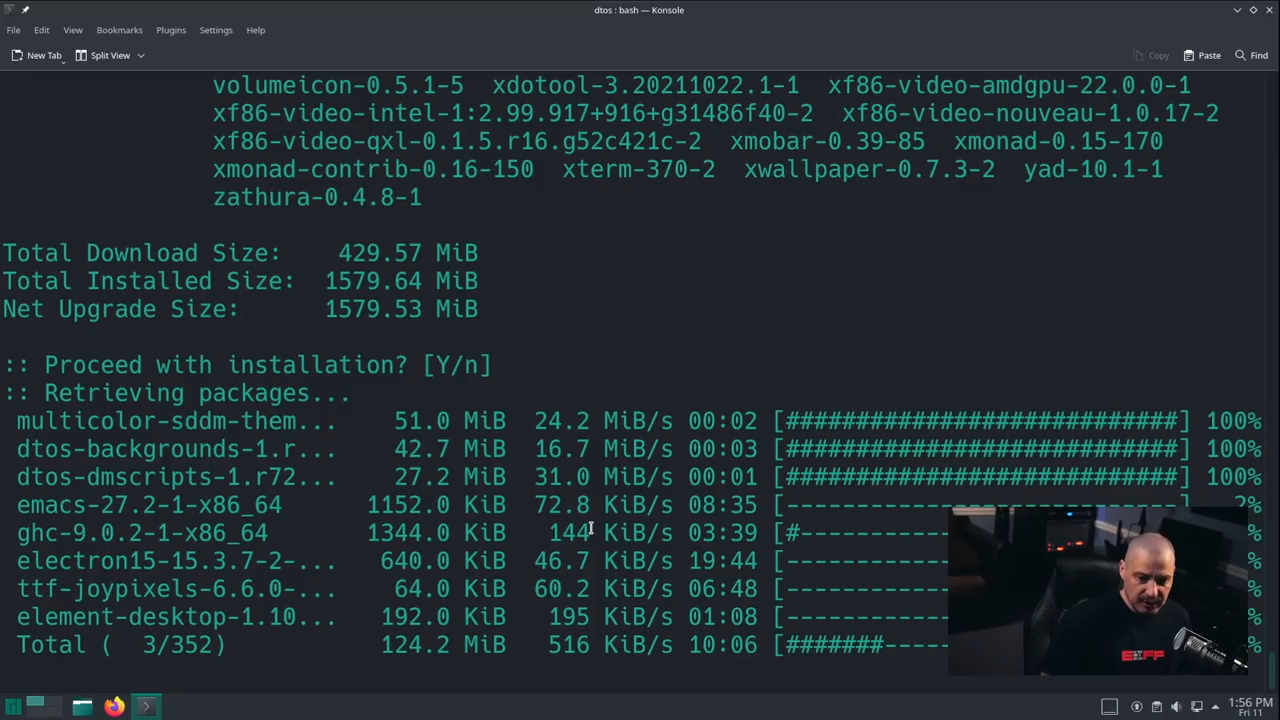 dtos : bash — Konsole
File Edit View Bookmarks Plugins Settings Help
New Tab Split View Copy Paste Find
volumeicon-0.5.1-5 xdotool-3.20211022.1-1 xf86-video-amdgpu-22.0.0-1
xf86-video-intel-1:2.99.917+916+g31486f40-2 xf86-video-nouveau-1.0.17-2
xf86-video-qxl-0.1.5.r16.g52c421c-2 xmobar-0.39-85 xmonad-0.15-170
xmonad-contrib-0.16-150 xterm-370-2 xwallpaper-0.7.3-2 yad-10.1-1
zathura-0.4.8-1
Total Download Size: 429.57 MiB
Total Installed Size: 1579.64 MiB
Net Upgrade Size: 1579.53 MiB
:: Proceed with installation? [Y/n]
:: Retrieving packages...
multicolor-sddm-them... 51.0 MiB 24.2 MiB/s 00:02 [############################] 100%
dtos-backgrounds-1.r... 42.7 MiB 16.7 MiB/s 00:03 [############################] 100%
dtos-dmscripts-1.r72... 27.2 MiB 31.0 MiB/s 00:01 [############################] 100%
emacs-27.2-1-x86_64 1152.0 KiB 72.8 KiB/s 08:35 [----------------------------] 2%
ghc-9.0.2-1-x86_64 1344.0 KiB 144 KiB/s 03:39 [#-----------
electron15-15.3.7-2-... 640.0 KiB 46.7 KiB/s 19:44 [------------
ttf-joypixels-6.6.0-... 64.0 KiB 60.2 KiB/s 06:48 [------------
element-desktop-1.10... 192.0 KiB 195 KiB/s 01:08 [------------
Total ( 3/352) 124.2 MiB 516 KiB/s 10:06 [#######-----
1:56 PM
Fri 11